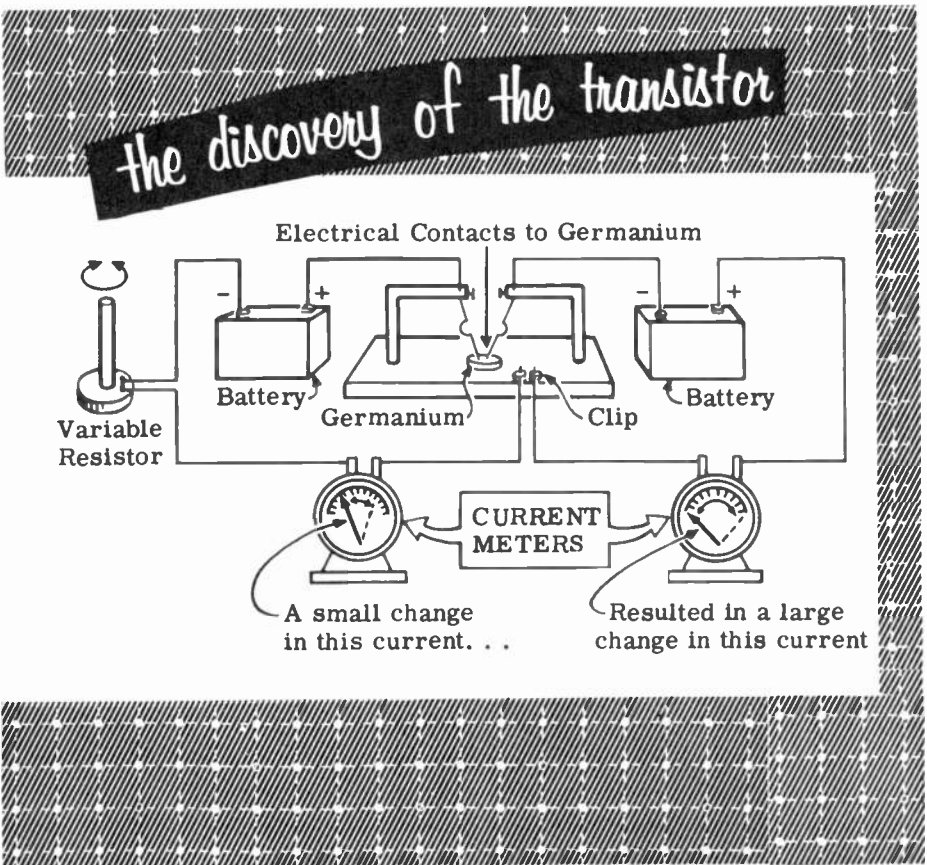 the discovery of the transistor
Electrical Contacts to Germanium
- +
- +
Battery
Germanium
Clip
Battery
Variable
Resistor
CURRENT
METERS
A small change
in this current. . .
Resulted in a large
change in this current